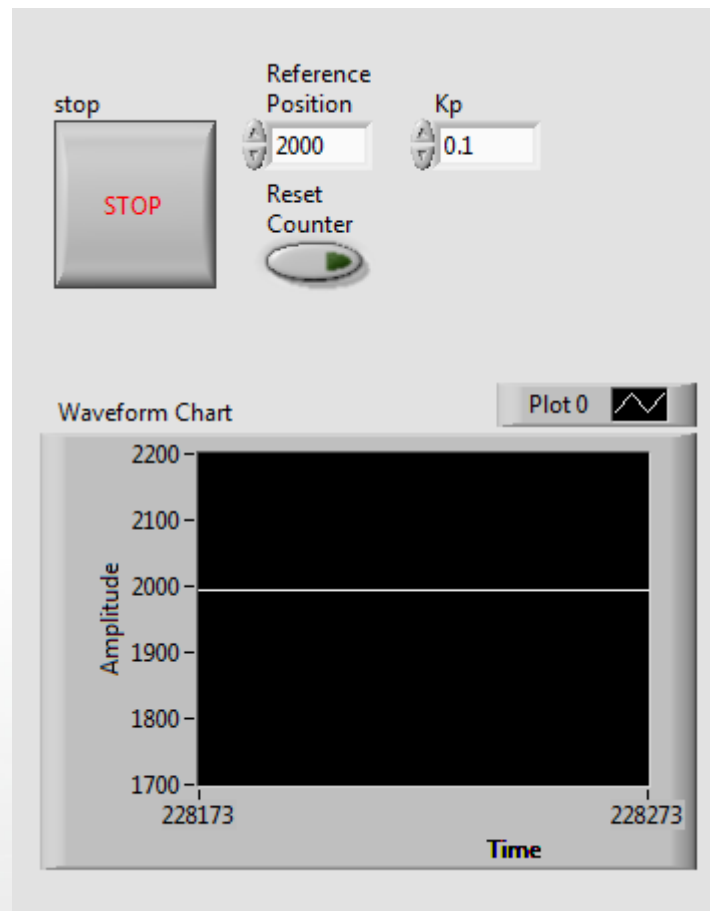 stop
STOP
Reference
Position
2000
Kp
0.1
Reset
Counter
Waveform Chart
Plot 0
Amplitude
2200
2100
2000
1900
1800
1700
228173
228273
Time